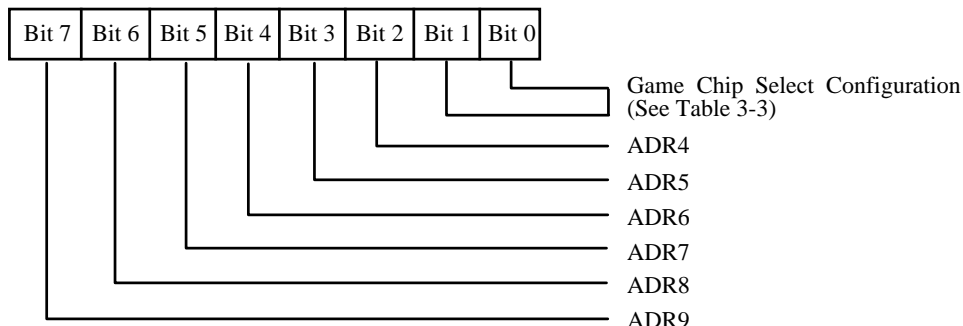 Bit 7 Bit 6 Bit 5 Bit 4 Bit 3 Bit 2 Bit 1 Bit 0
Game Chip Select Configuration
(See Table 3-3)
ADR4
ADR5
ADR6
ADR7
ADR8
ADR9